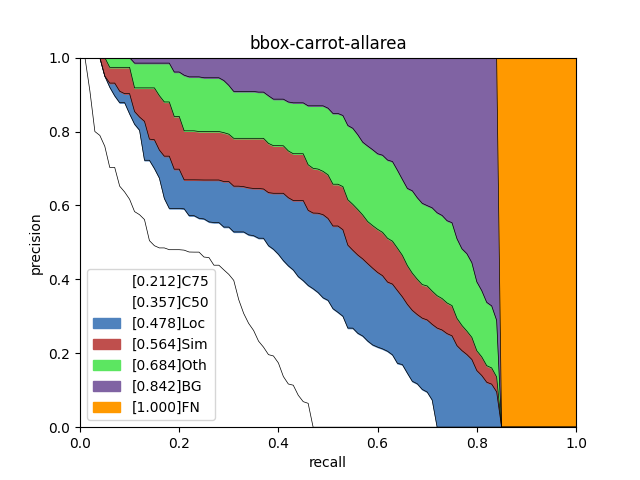 bbox-carrot-allarea
1.0
0.8
0.6
0.4
0.2
0.0
precision
[0.212]C75
[0.357]C50
[0.478]Loc
[0.564]Sim
[0.684]Oth
[0.842]BG
[1.000]FN
0.0 0.2 0.4 0.6 0.8 1.0
recall